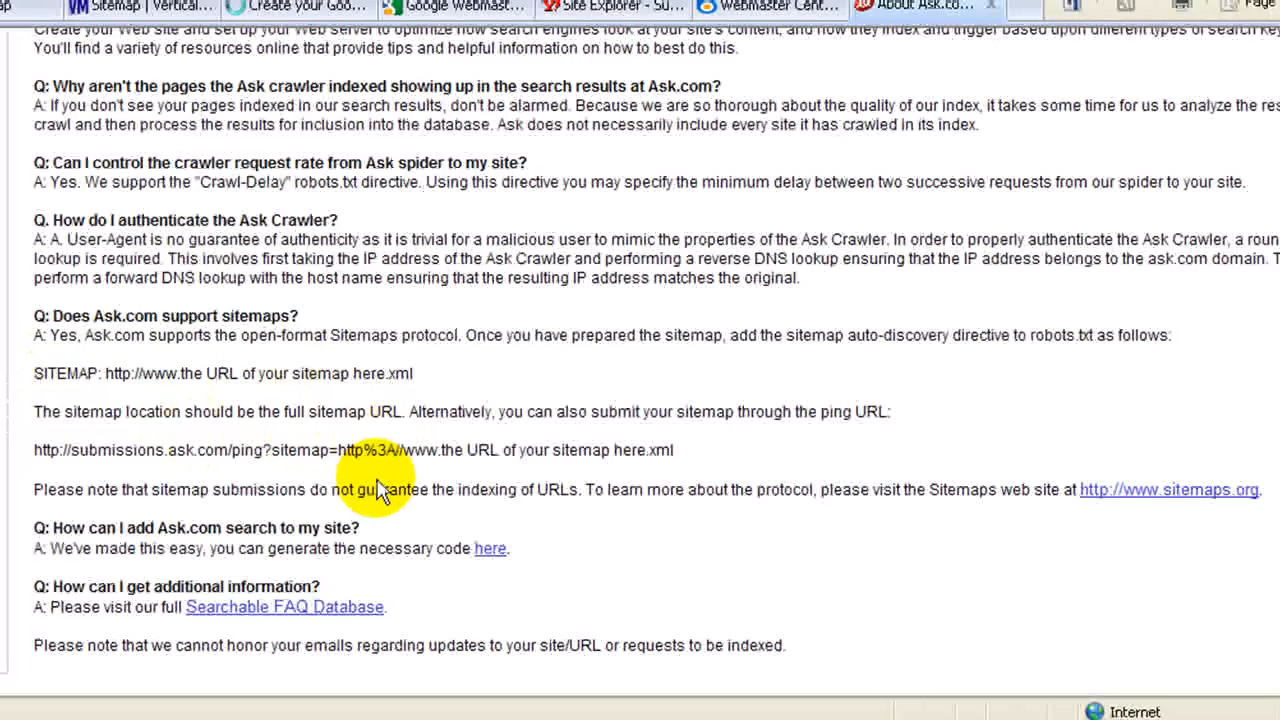 Sitemap | Vertical... Create your Goo... Google Webmast... Site Explorer - Su... Webmaster Cent... About Ask.co... Page
Create your Web site and set up your Web server to optimize how search engines look at your site's content, and how they index and trigger based upon different types of search
You'll find a variety of resources online that provide tips and helpful information on how to best do this.
Q: Why aren't the pages the Ask crawler indexed showing up in the search results at Ask.com?
A: If you don't see your pages indexed in our search results, don't be alarmed. Because we are so thorough about the quality of our index, it takes some time for us to analyze the
crawl and then process the results for inclusion into the database. Ask does not necessarily include every site it has crawled in its index.
Q: Can I control the crawler request rate from Ask spider to my site?
A: Yes. We support the "Crawl-Delay" robots.txt directive. Using this directive you may specify the minimum delay between two successive requests from our spider to your site.
Q. How do I authenticate the Ask Crawler?
A: A. User-Agent is no guarantee of authenticity as it is trivial for a malicious user to mimic the properties of the Ask Crawler. In order to properly authenticate the Ask Crawler, a
lookup is required. This involves first taking the IP address of the Ask Crawler and performing a reverse DNS lookup ensuring that the IP address belongs to the ask.com domain.
perform a forward DNS lookup with the host name ensuring that the resulting IP address matches the original.
Q: Does Ask.com support sitemaps?
A: Yes, Ask.com supports the open-format Sitemaps protocol. Once you have prepared the sitemap, add the sitemap auto-discovery directive to robots.txt as follows:
SITEMAP: http://www.the URL of your sitemap here.xml
The sitemap location should be the full sitemap URL. Alternatively, you can also submit your sitemap through the ping URL:
http://submissions.ask.com/ping?sitemap=http%3A//www.the URL of your sitemap here.xml
Please note that sitemap submissions do not guarantee the indexing of URLs. To learn more about the protocol, please visit the Sitemaps web site at http://www.sitemaps.org.
Q: How can I add Ask.com search to my site?
A: We've made this easy, you can generate the necessary code here.
Q: How can I get additional information?
A: Please visit our full Searchable FAQ Database.
Please note that we cannot honor your emails regarding updates to your site/URL or requests to be indexed.
Internet